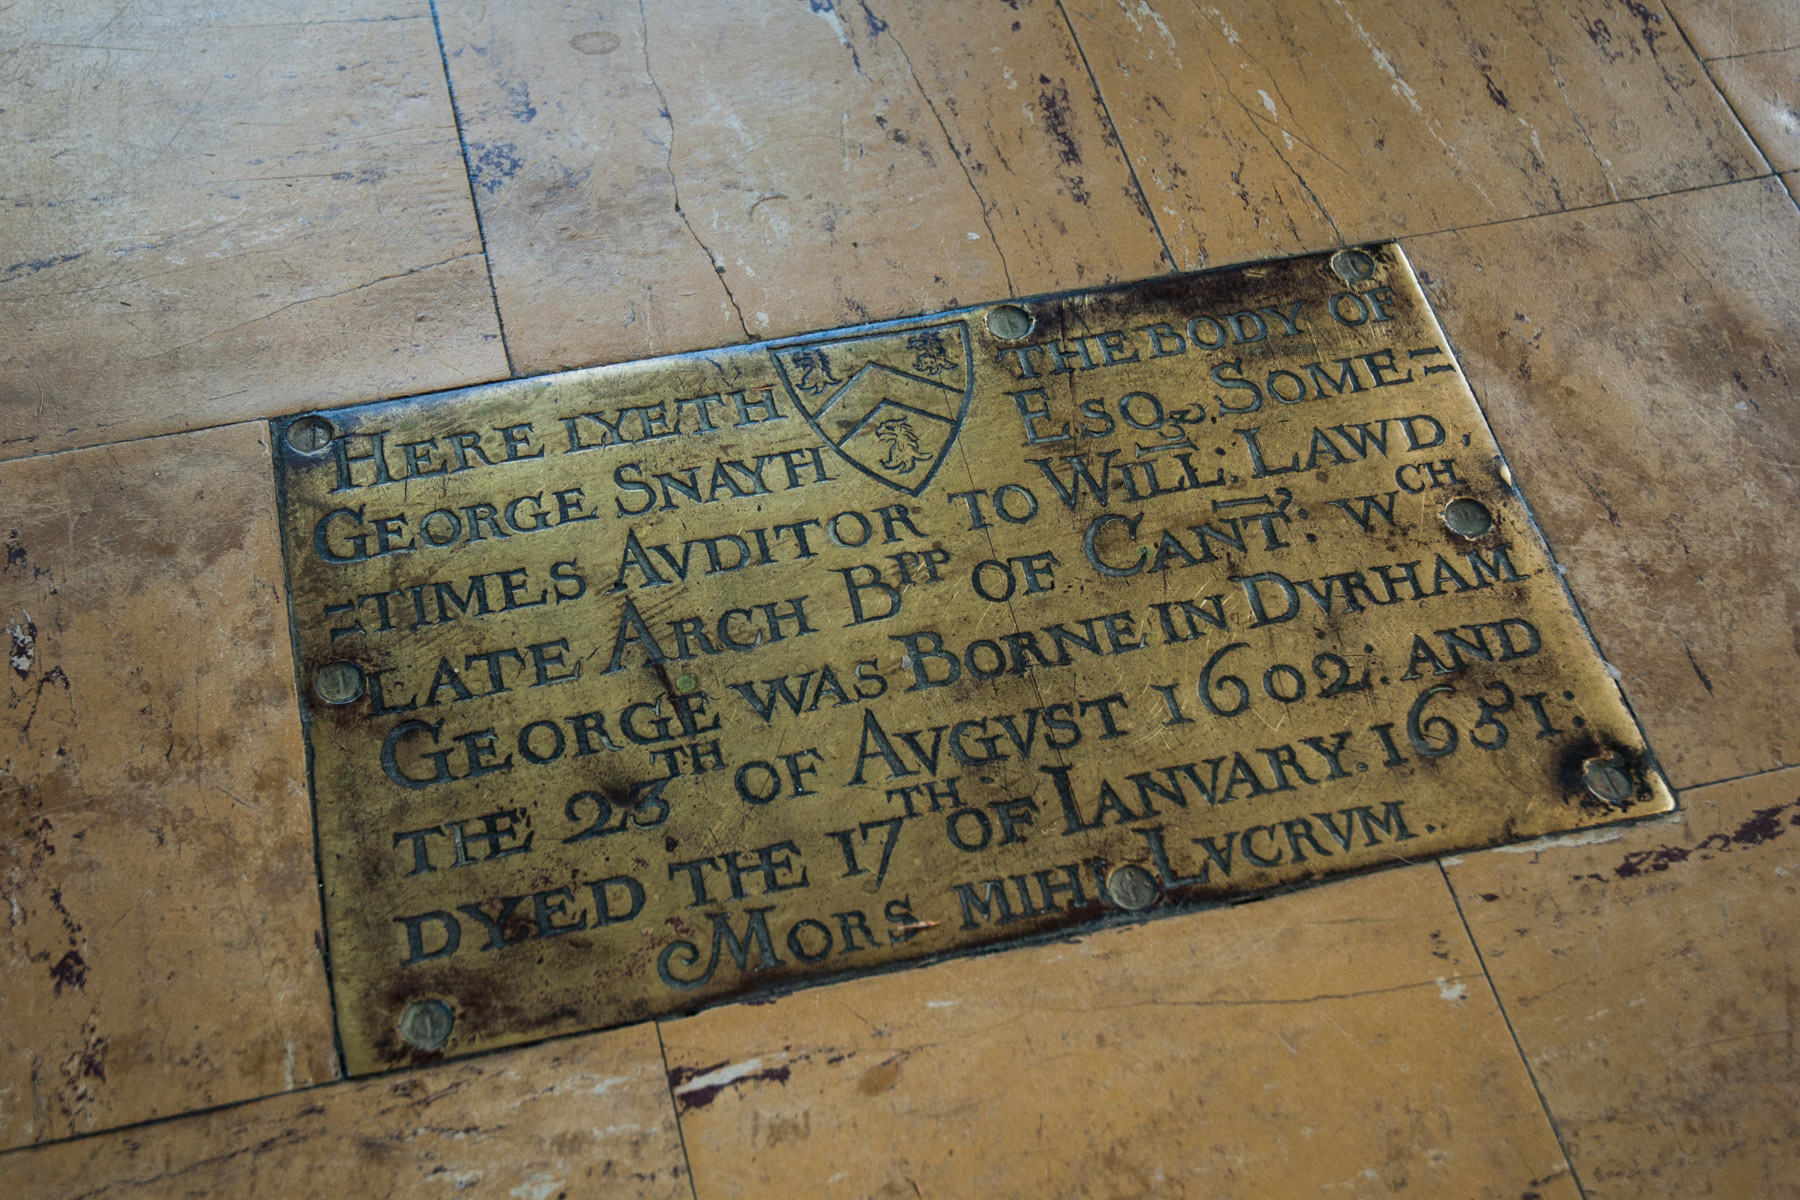 HERE LYETH THE BODY OF
GEORGE SNAYTH ESQ; SOME=
=TIMES AVDITOR TO WILL: LAWD,
LATE ARCH BPP OF CANT: WCH
GEORGE WAS BORNE IN DVRHAM
THE 23TH OF AVGVST 1602: AND
DYED THE 17TH OF IANVARY. 1651:
MORS MIHI LVCRVM.